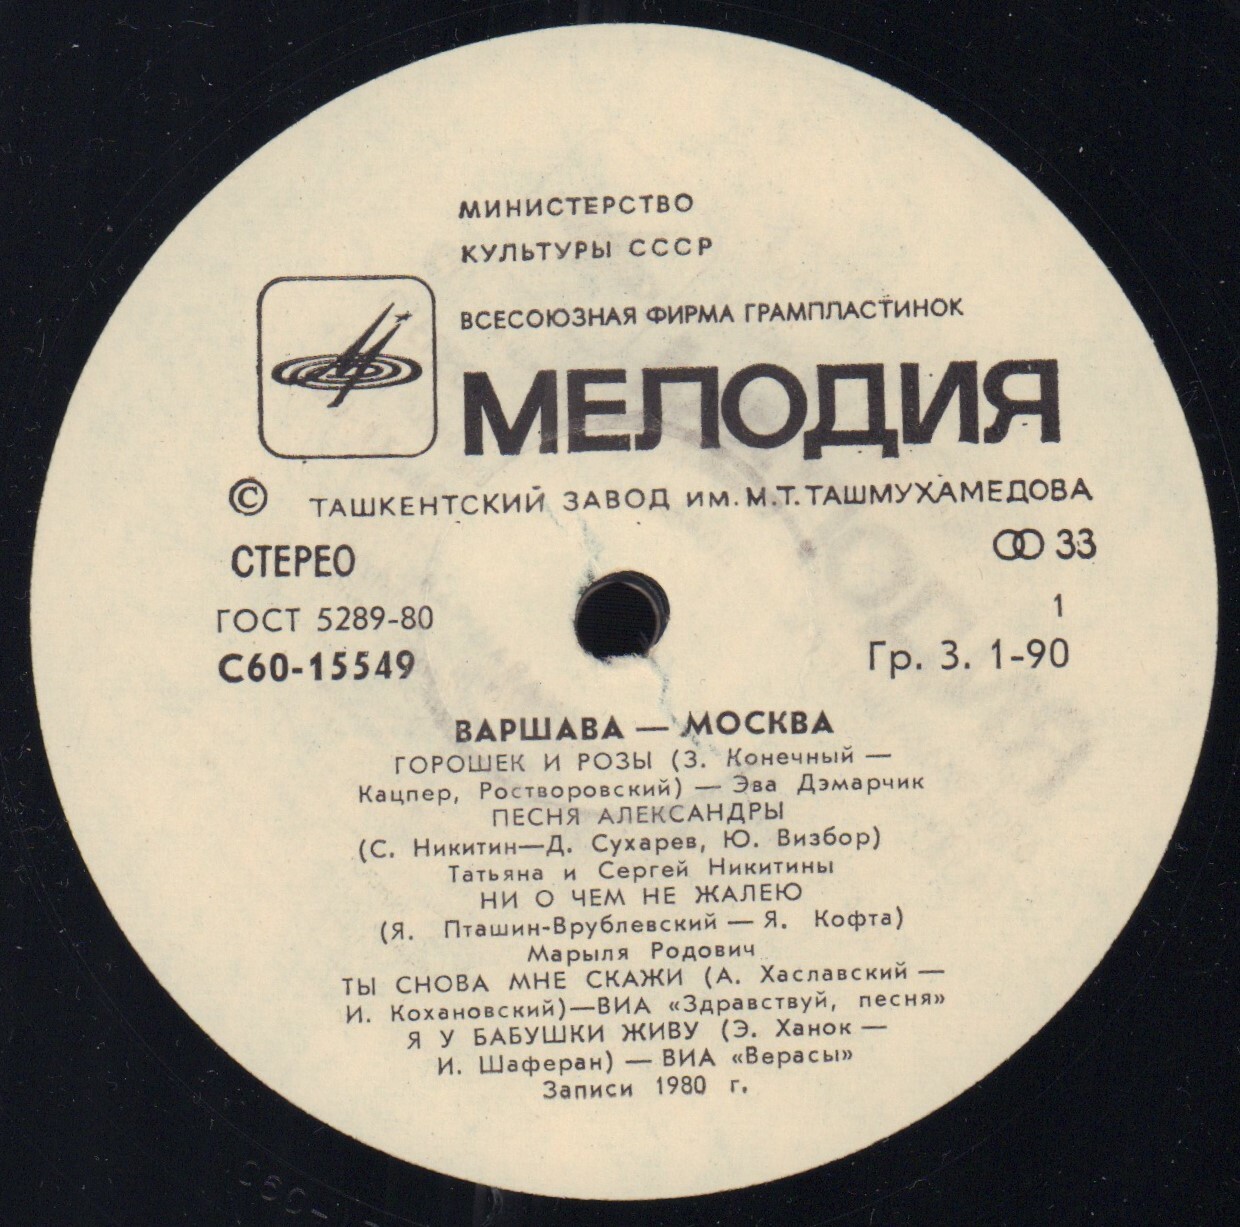 МИНИСТЕРСТВО
КУЛЬТУРЫ СССР
ВСЕСОЮЗНАЯ ФИРМА ГРАМПЛАСТИНОК
МЕЛОДИЯ
© ТАШКЕНТСКИЙ ЗАВОД им. М.Т. ТАШМУХАМЕДОВА
СТЕРЕО
33
ГОСТ 5289-80
1
С60-15549
Гр. 3. 1-90
ВАРШАВА — МОСКВА
ГОРОШЕК И РОЗЫ (З. Конечный —
Кацпер, Ростворовский) — Эва Дэмарчик
ПЕСНЯ АЛЕКСАНДРЫ
(С. Никитин—Д. Сухарев, Ю. Визбор)
Татьяна и Сергей Никитины
НИ О ЧЕМ НЕ ЖАЛЕЮ
(Я. Пташин-Врублевский — Я. Кофта)
Марыля Родович
ТЫ СНОВА МНЕ СКАЖИ (А. Хаславский —
И. Кохановский)—ВИА «Здравствуй, песня»
Я У БАБУШКИ ЖИВУ (Э. Ханок —
И. Шаферан) — ВИА «Верасы»
Записи 1980 г.